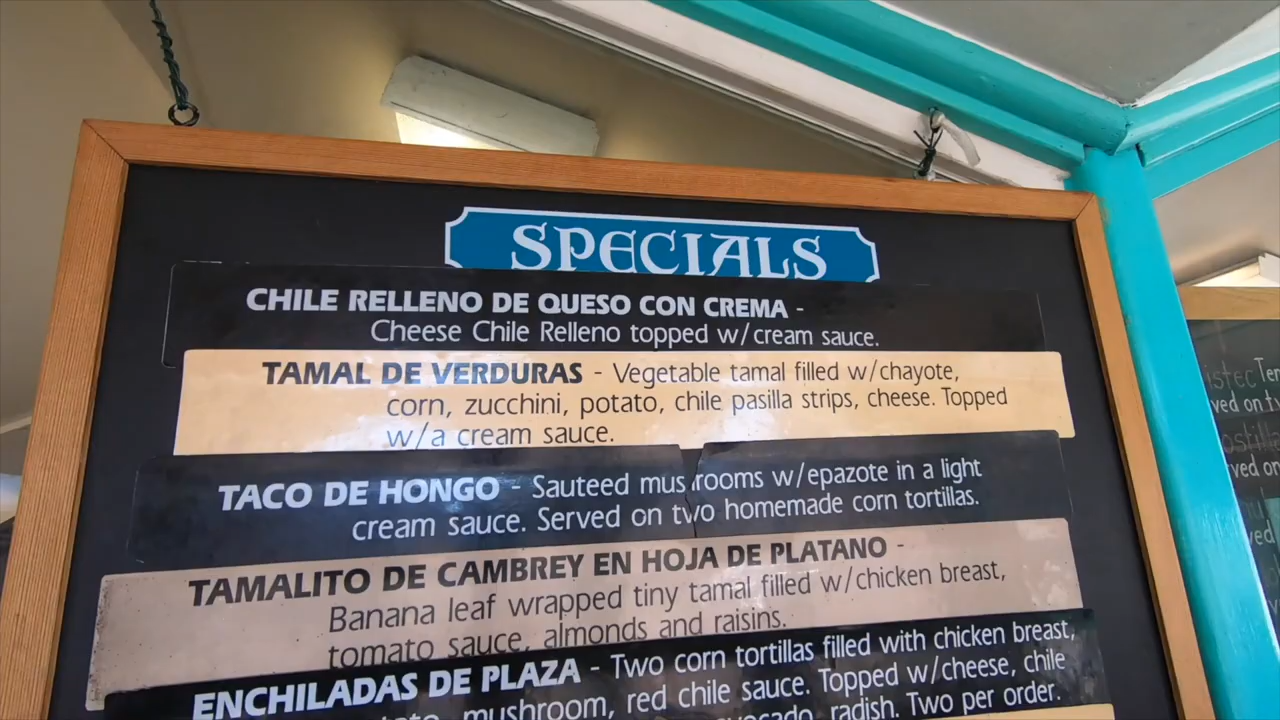 SPECIALS
CHILE RELLENO DE QUESO CON CREMA -
Cheese Chile Relleno topped w/cream sauce.
TAMAL DE VERDURAS - Vegetable tamal filled w/chayote,
corn, zucchini, potato, chile pasilla strips, cheese. Topped
w/a cream sauce.
TACO DE HONGO - Sauteed mus rooms w/epazote in a light
cream sauce. Served on two homemade corn tortillas.
TAMALITO DE CAMBREY EN HOJA DE PLATANO -
Banana leaf wrapped tiny tamal filled w/chicken breast,
tomato sauce, almonds and raisins.
ENCHILADAS DE PLAZA - Two corn tortillas filled with chicken breast,
mushroom, red chile sauce. Topped w/cheese, chile
avocado, radish. Two per order.